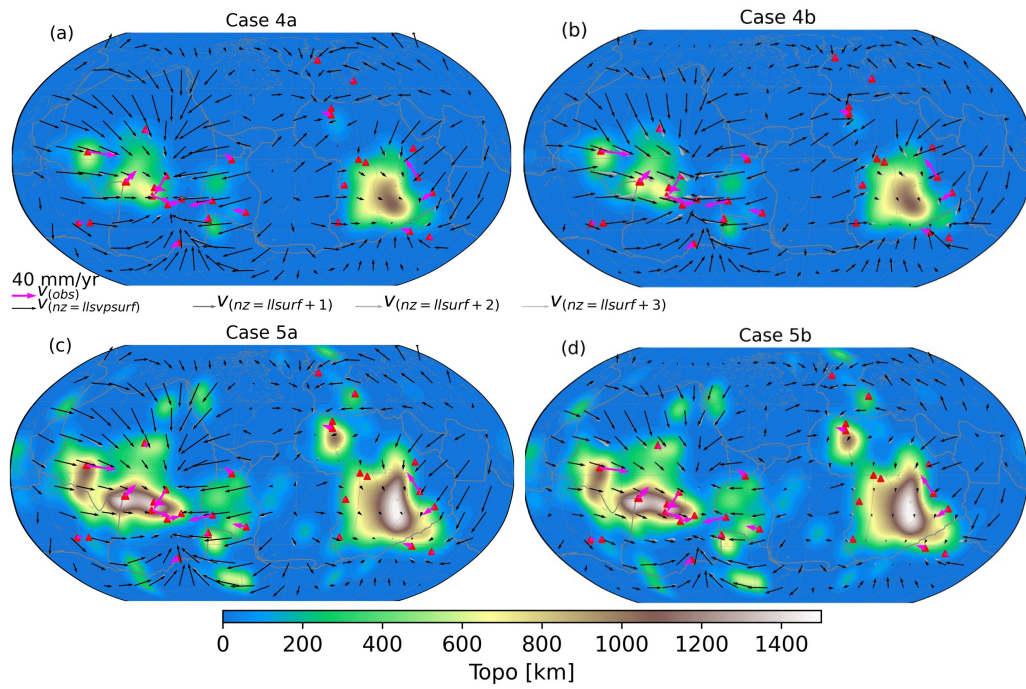 Case 4a
Case 4b
(a)
(b)
40 mm/yr
V(obs)
V(nz = llsvpsurf)
V(nz = llsurf + 1)
V(nz = llsurf + 2)
V(nz = llsurf + 3)
Case 5a
Case 5b
(c)
(d)
0 200 400 600 800 1000 1200 1400
Topo [km]